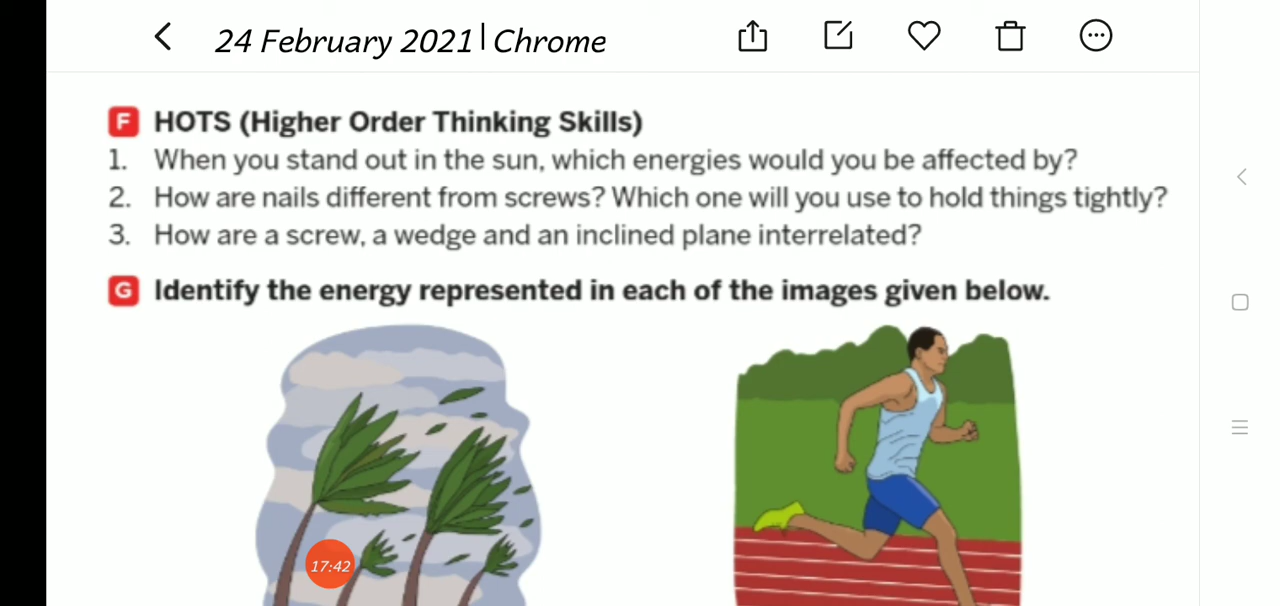 24 February 2021 | Chrome
F HOTS (Higher Order Thinking Skills)
1. When you stand out in the sun, which energies would you be affected by?
2. How are nails different from screws? Which one will you use to hold things tightly?
3. How are a screw, a wedge and an inclined plane interrelated?
G Identify the energy represented in each of the images given below.
17:42